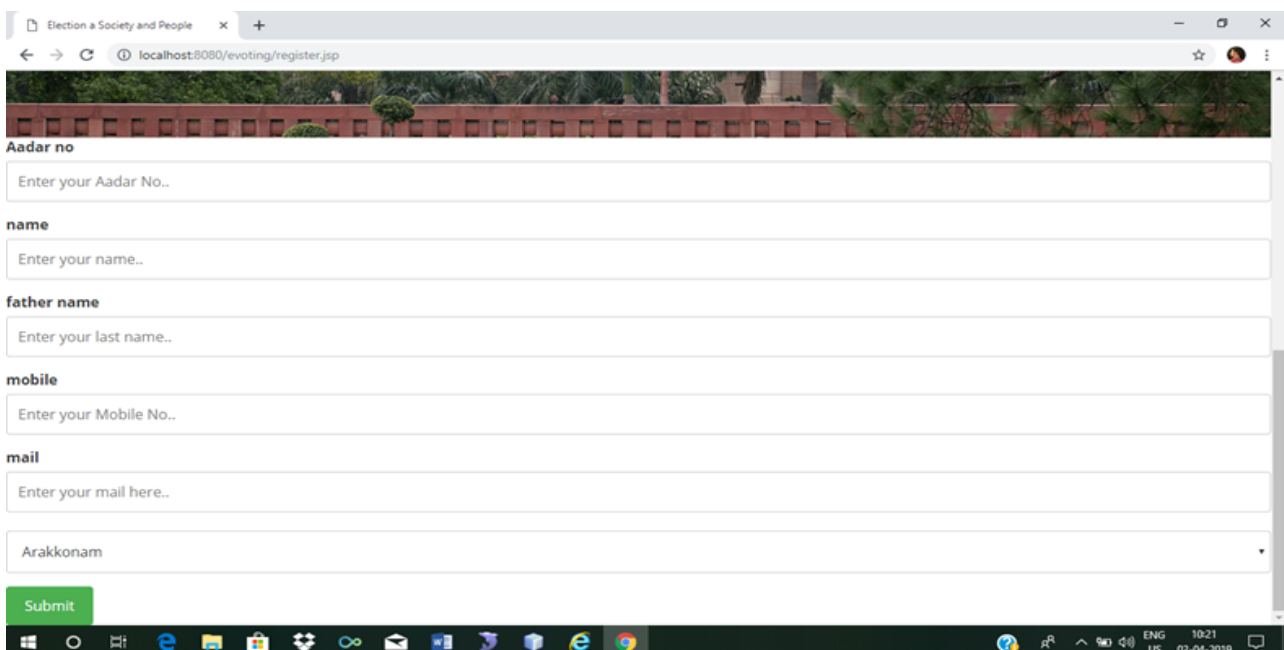 Election a Society and People
localhost:8080/evoting/register.jsp
Aadar no
Enter your Aadar No..
name
Enter your name..
father name
Enter your last name..
mobile
Enter your Mobile No..
mail
Enter your mail here..
Arakkonam
Submit
ENG 10:21
US 02-04-2019